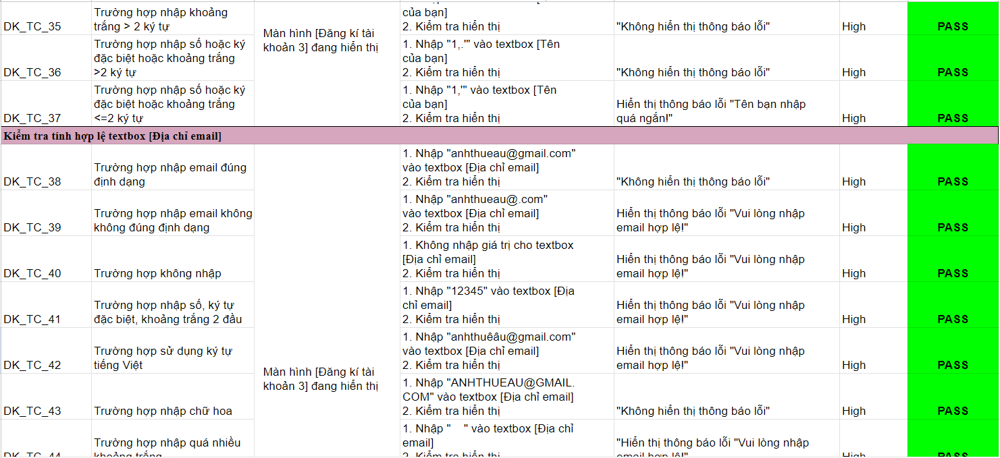 DK_TC_35
Trường hợp nhập khoảng
trắng > 2 ký tự
Màn hình [Đăng kí tài
khoản 3] đang hiển thị
của bạn]
2. Kiểm tra hiển thị
"Không hiển thị thông báo lỗi"
High
PASS
DK_TC_36
Trường hợp nhập số hoặc ký
đặc biệt hoặc khoảng trắng
>2 ký tự
1. Nhập "1,.'" vào textbox [Tên
của bạn]
2. Kiểm tra hiển thị
"Không hiển thị thông báo lỗi"
High
PASS
DK_TC_37
Trường hợp nhập số hoặc ký
đặc biệt hoặc khoảng trắng
<=2 ký tự
1. Nhập "1,'" vào textbox [Tên
của bạn]
2. Kiểm tra hiển thị
Hiển thị thông báo lỗi "Tên bạn nhập
quá ngắn!"
High
PASS
Kiểm tra tính hợp lệ textbox [Địa chỉ email]
DK_TC_38
Trường hợp nhập email đúng
định dạng
Màn hình [Đăng kí tài
khoản 3] đang hiển thị
1. Nhập "anhthueau@gmail.com"
vào textbox [Địa chỉ email]
2. Kiểm tra hiển thị
"Không hiển thị thông báo lỗi"
High
PASS
DK_TC_39
Trường hợp nhập email không
không đúng định dạng
1. Nhập "anhthueau@.com"
vào textbox [Địa chỉ email]
2. Kiểm tra hiển thị
Hiển thị thông báo lỗi "Vui lòng nhập
email hợp lệ!"
High
PASS
DK_TC_40
Trường hợp không nhập
1. Không nhập giá trị cho textbox
[Địa chỉ email]
2. Kiểm tra hiển thị
Hiển thị thông báo lỗi "Vui lòng nhập
email hợp lệ!"
High
PASS
DK_TC_41
Trường hợp nhập số, ký tự
đặc biệt, khoảng trắng 2 đầu
1. Nhập "12345" vào textbox [Địa
chỉ email]
2. Kiểm tra hiển thị
Hiển thị thông báo lỗi "Vui lòng nhập
email hợp lệ!"
High
PASS
DK_TC_42
Trường hợp sử dụng ký tự
tiếng Việt
1. Nhập "anhthuêâu@gmail.com"
vào textbox [Địa chỉ email]
2. Kiểm tra hiển thị
Hiển thị thông báo lỗi "Vui lòng nhập
email hợp lệ!"
High
PASS
DK_TC_43
Trường hợp nhập chữ hoa
1. Nhập "ANHTHUEAU@GMAIL.
COM" vào textbox [Địa chỉ email]
2. Kiểm tra hiển thị
"Không hiển thị thông báo lỗi"
High
PASS
DK_TC_44
Trường hợp nhập quá nhiều
khoảng trắng
1. Nhập "    " vào textbox [Địa chỉ
email]
2. Kiểm tra hiển thị
"Hiển thị thông báo lỗi "Vui lòng nhập
email hợp lệ!"
High
PASS